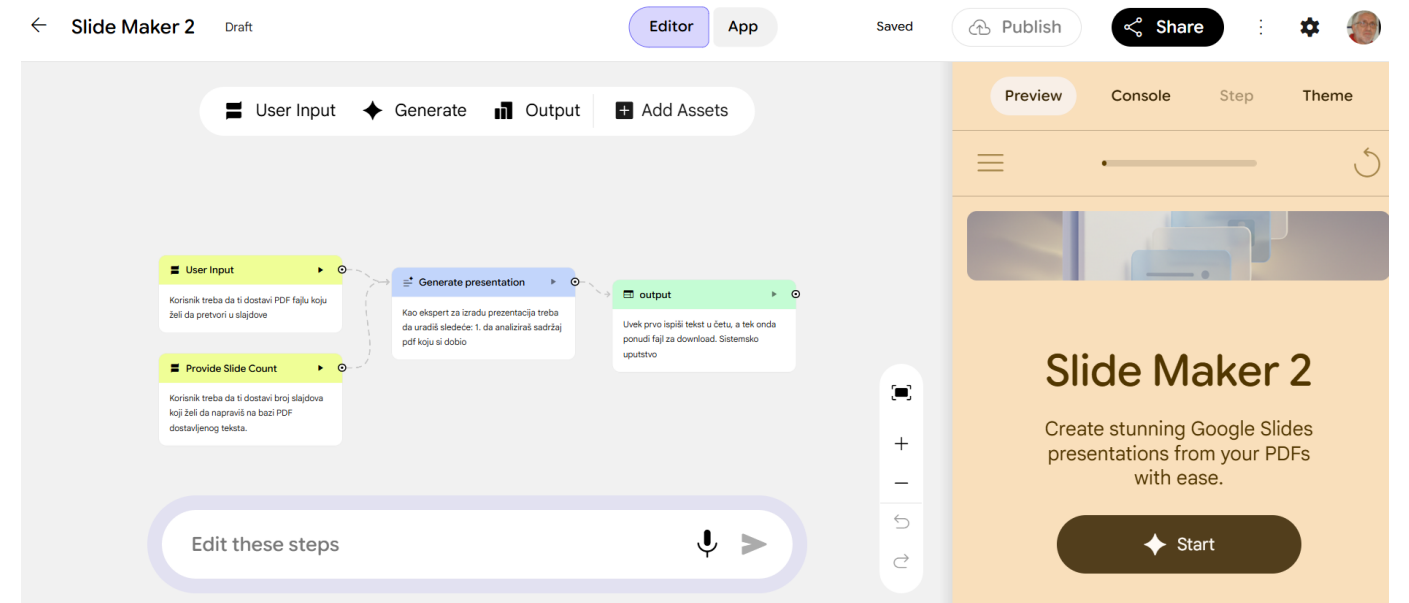 Slide Maker 2
Draft
Editor
App
Saved
Publish
Share
User Input
Generate
Output
Add Assets
Preview
Console
Step
Theme
User Input
Korisnik treba da ti dostavi PDF fajlu koju
želi da pretvori u slajdove
Provide Slide Count
Korisnik treba da ti dostavi broj slajdova
koji želi da napraviš na bazi PDF
dostavljenog teksta.
Generate presentation
Kao ekspert za izradu prezentacija treba
da uradiš sledeće: 1. da analiziraš sadržaj
pdf koju si dobio
output
Uvek prvo ispiši tekst u četu, a tek onda
ponudi fajl za download. Sistemsko
uputstvo
Edit these steps
Slide Maker 2
Create stunning Google Slides
presentations from your PDFs
with ease.
Start